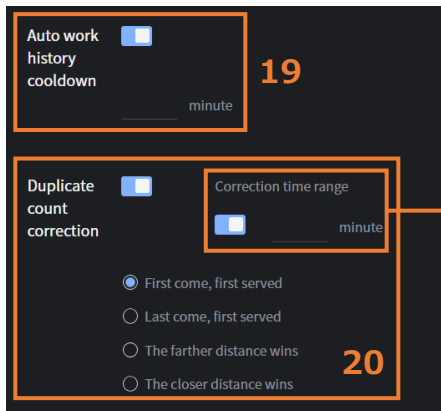 Auto work
history
cooldown
19
minute
Duplicate
count
correction
Correction time range
minute
First come, first served
Last come, first served
The farther distance wins
The closer distance wins
20